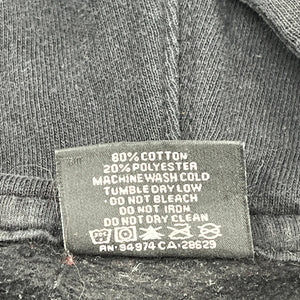 80% COTTON
20% POLYESTER
MACHINE WASH COLD
TUMBLE DRY LOW
• DO NOT BLEACH
DO NOT IRON
DO NOT DRY CLEAN
RN• 94974 CA• 28629